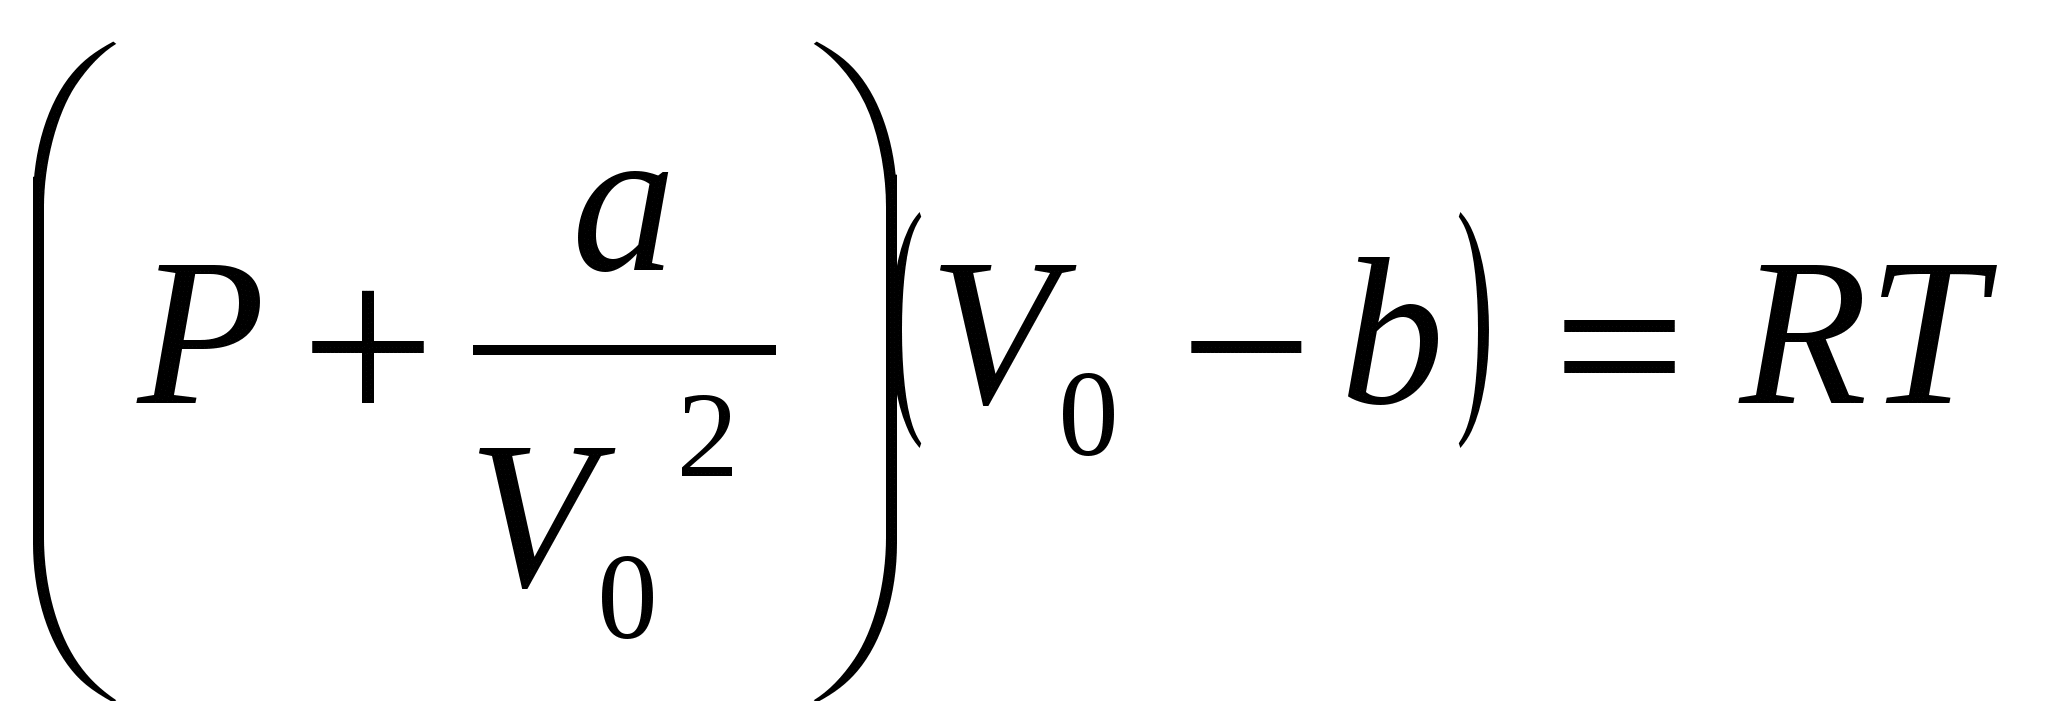 (P + a/V₀²)(V₀ − b) = RT